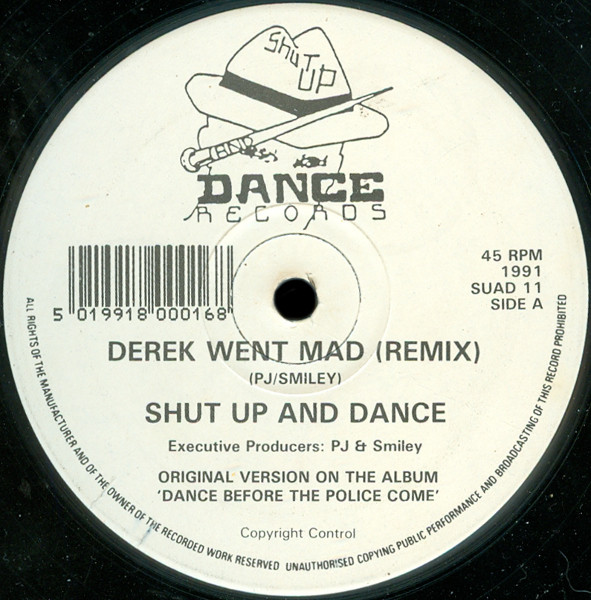 Shut
UP
AND
DANCE
RECORDS
5 019918 000168
45 RPM
1991
SUAD 11
SIDE A
DEREK WENT MAD (REMIX)
(PJ/SMILEY)
SHUT UP AND DANCE
Executive Producers: PJ & Smiley
ORIGINAL VERSION ON THE ALBUM
'DANCE BEFORE THE POLICE COME'
Copyright Control
ALL RIGHTS OF THE MANUFACTURER AND OF THE OWNER OF THE RECORDED WORK RESERVED UNAUTHORISED COPYING PUBLIC PERFORMANCE AND BROADCASTING OF THIS RECORD PROHIBITED